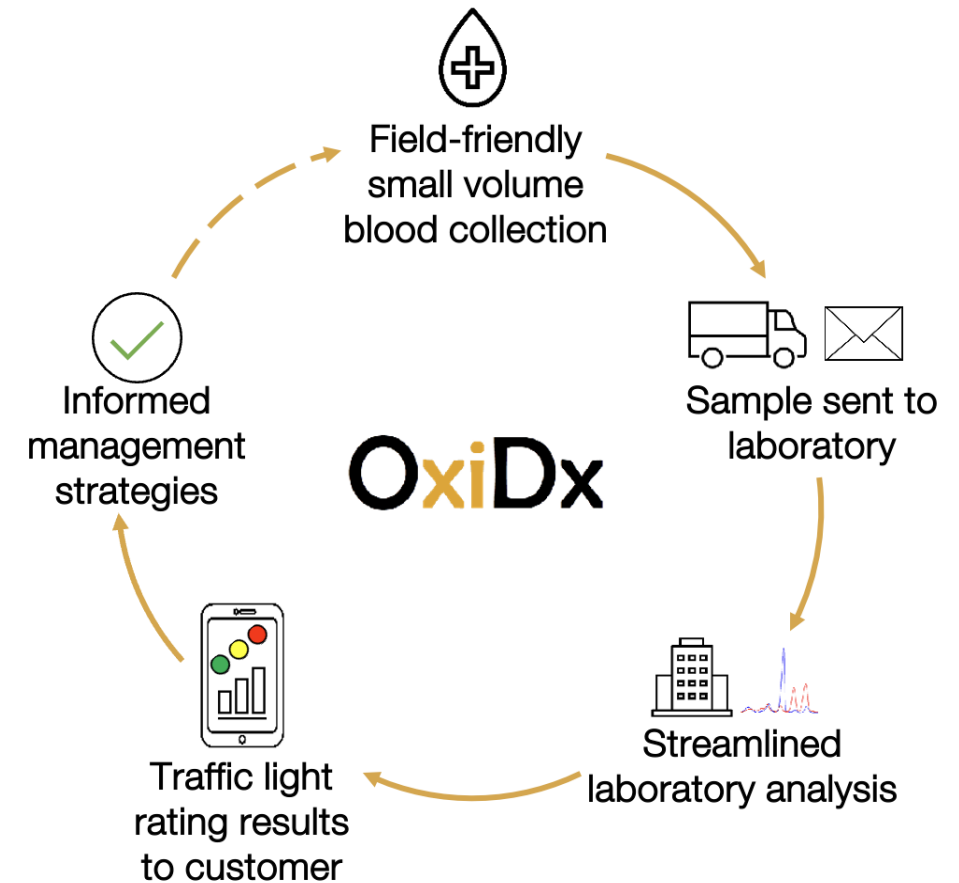 Field-friendly
small volume
blood collection
Sample sent to
laboratory
Streamlined
laboratory analysis
Traffic light
rating results
to customer
Informed
management
strategies
OxiDx